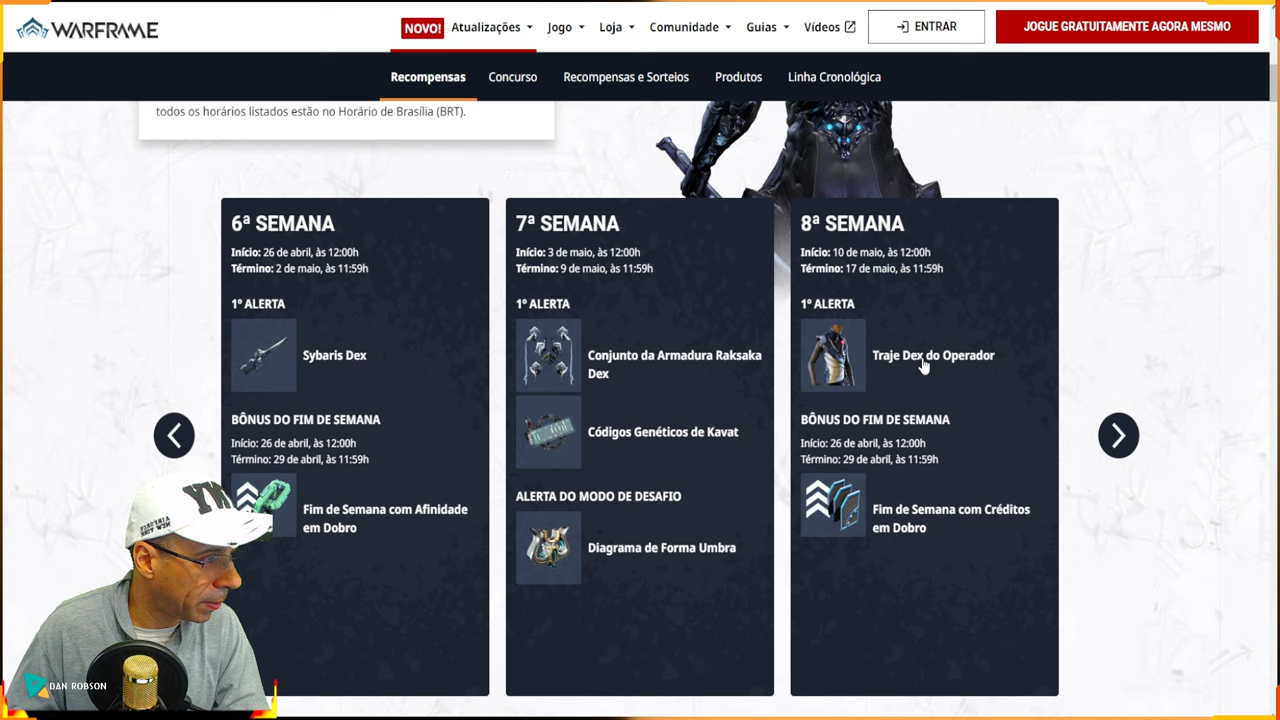 WARFRAME
NOVO! Atualizações Jogo Loja Comunidade Guias Vídeos ENTRAR JOGUE GRATUITAMENTE AGORA MESMO
Recompensas Concurso Recompensas e Sorteios Produtos Linha Cronológica
todos os horários listados estão no Horário de Brasília (BRT).
6ª SEMANA
Início: 26 de abril, às 12:00h
Término: 2 de maio, às 11:59h
1º ALERTA
Sybaris Dex
BÔNUS DO FIM DE SEMANA
Início: 26 de abril, às 12:00h
Término: 29 de abril, às 11:59h
Fim de Semana com Afinidade
em Dobro
7ª SEMANA
Início: 3 de maio, às 12:00h
Término: 9 de maio, às 11:59h
1º ALERTA
Conjunto da Armadura Raksaka
Dex
Códigos Genéticos de Kavat
ALERTA DO MODO DE DESAFIO
Diagrama de Forma Umbra
8ª SEMANA
Início: 10 de maio, às 12:00h
Término: 17 de maio, às 11:59h
1º ALERTA
Traje Dex do Operador
BÔNUS DO FIM DE SEMANA
Início: 26 de abril, às 12:00h
Término: 29 de abril, às 11:59h
Fim de Semana com Créditos
em Dobro
DAN ROBSON